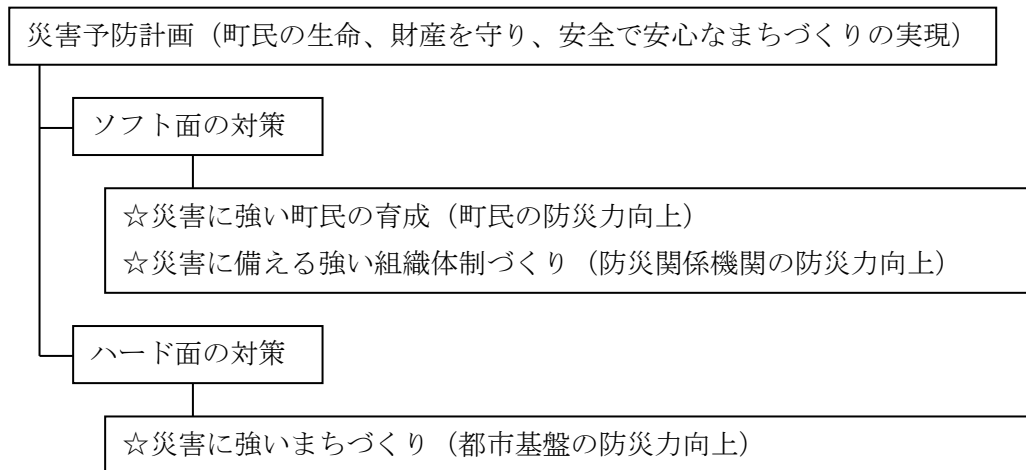 災害予防計画（町民の生命、財産を守り、安全で安心なまちづくりの実現）
ソフト面の対策
☆災害に強い町民の育成（町民の防災力向上）
☆災害に備える強い組織体制づくり（防災関係機関の防災力向上）
ハード面の対策
☆災害に強いまちづくり（都市基盤の防災力向上）